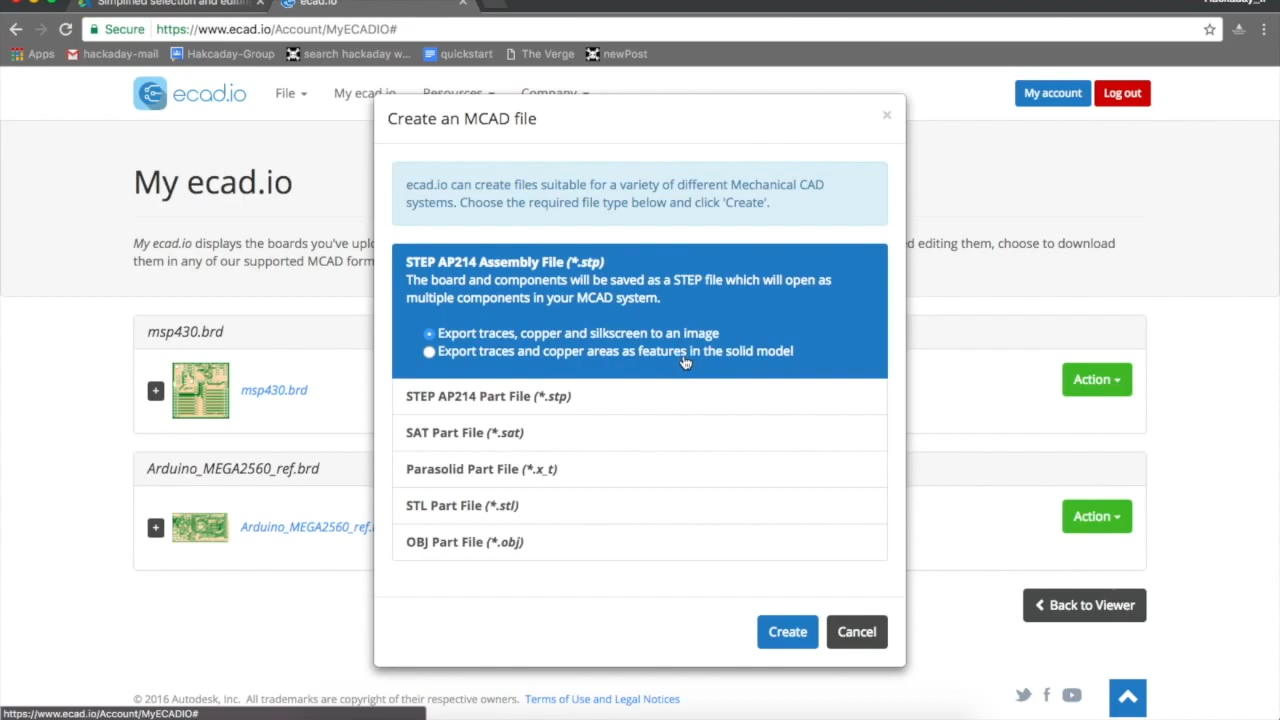 Simplified selection and editi
ecad.io
Secure https://www.ecad.io/Account/MyECADIO#
Apps hackaday-mail Hakcaday-Group search hackaday w... quickstart The Verge newPost
ecad.io File My ecad.io Resources Company My account Log out
Create an MCAD file ×
ecad.io can create files suitable for a variety of different Mechanical CAD
systems. Choose the required file type below and click 'Create'.
My ecad.io
My ecad.io displays the boards you've uplo
d editing them, choose to download
them in any of our supported MCAD form
STEP AP214 Assembly File (*.stp)
The board and components will be saved as a STEP file which will open as
multiple components in your MCAD system.
Export traces, copper and silkscreen to an image
Export traces and copper areas as features in the solid model
STEP AP214 Part File (*.stp)
SAT Part File (*.sat)
Parasolid Part File (*.x_t)
STL Part File (*.stl)
OBJ Part File (*.obj)
Create Cancel
msp430.brd
+ msp430.brd Action
Arduino_MEGA2560_ref.brd
+ Arduino_MEGA2560_ref. Action
Back to Viewer
© 2016 Autodesk, Inc. All trademarks are copyright of their respective owners. Terms of Use and Legal Notices
https://www.ecad.io/Account/MyECADIO#